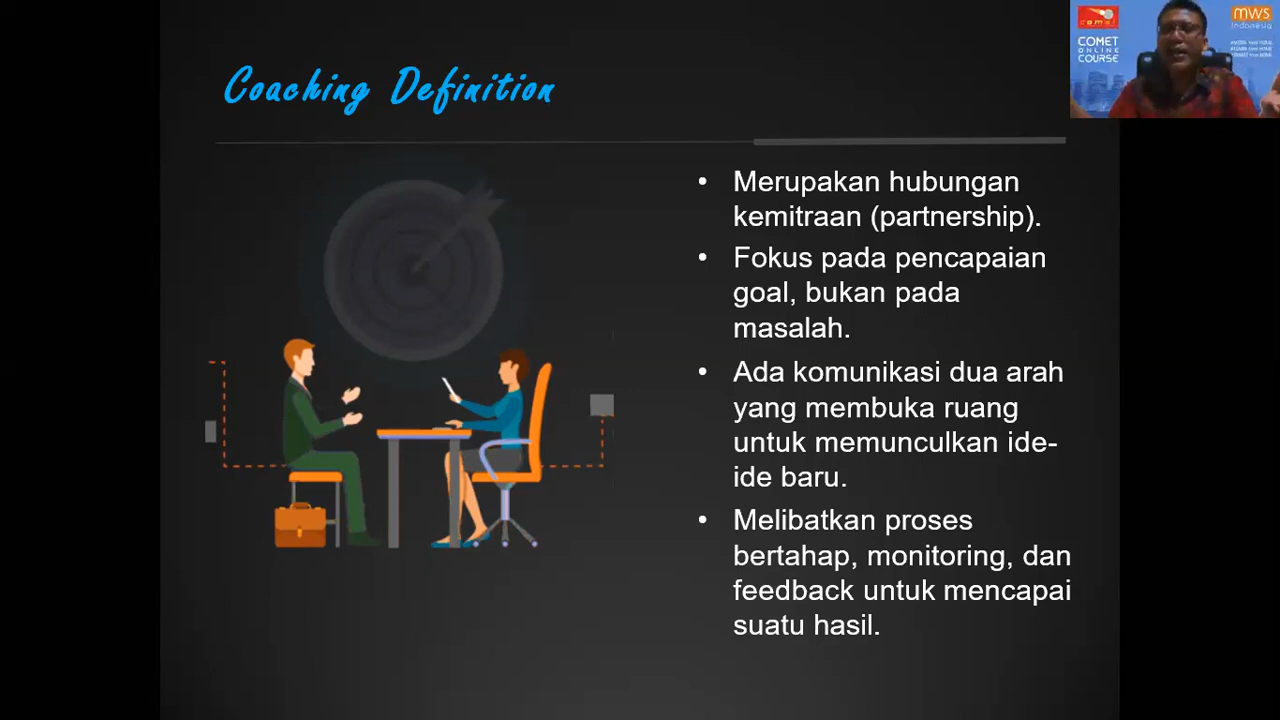 Coaching Definition
comet
COMET
ONLINE
COURSE
mws
Indonesia
Merupakan hubungan
kemitraan (partnership).
Fokus pada pencapaian
goal, bukan pada
masalah.
Ada komunikasi dua arah
yang membuka ruang
untuk memunculkan ide-
ide baru.
Melibatkan proses
bertahap, monitoring, dan
feedback untuk mencapai
suatu hasil.